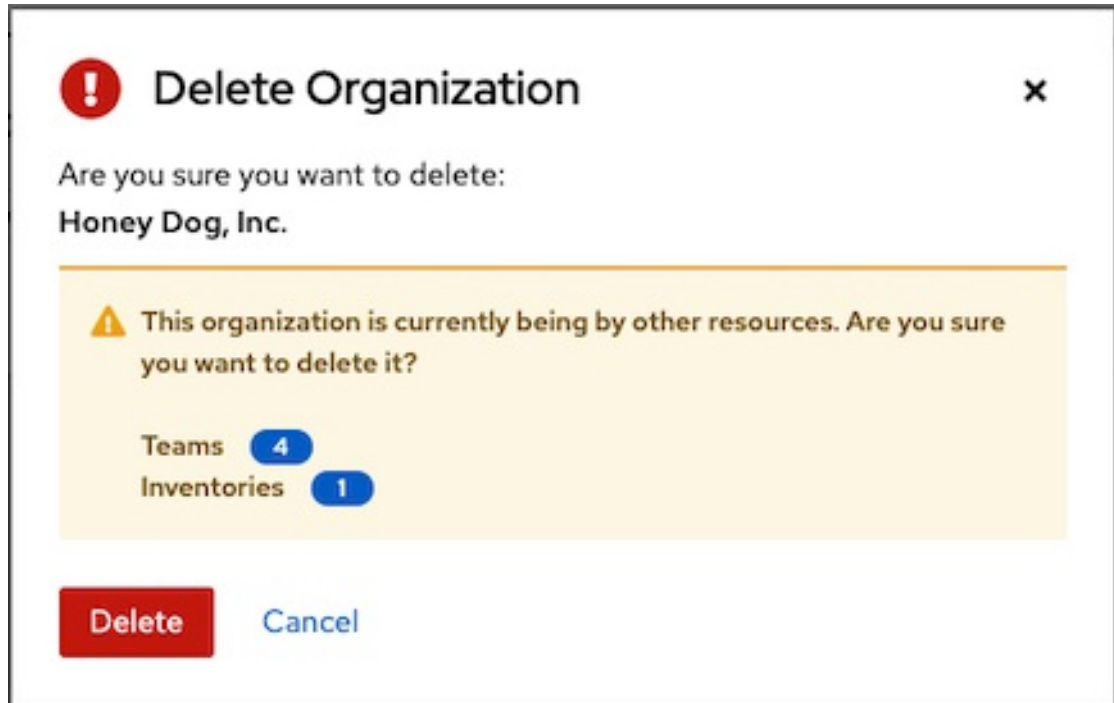 Delete Organization
Are you sure you want to delete:
Honey Dog, Inc.
This organization is currently being by other resources. Are you sure
you want to delete it?
Teams 4
Inventories 1
Delete Cancel